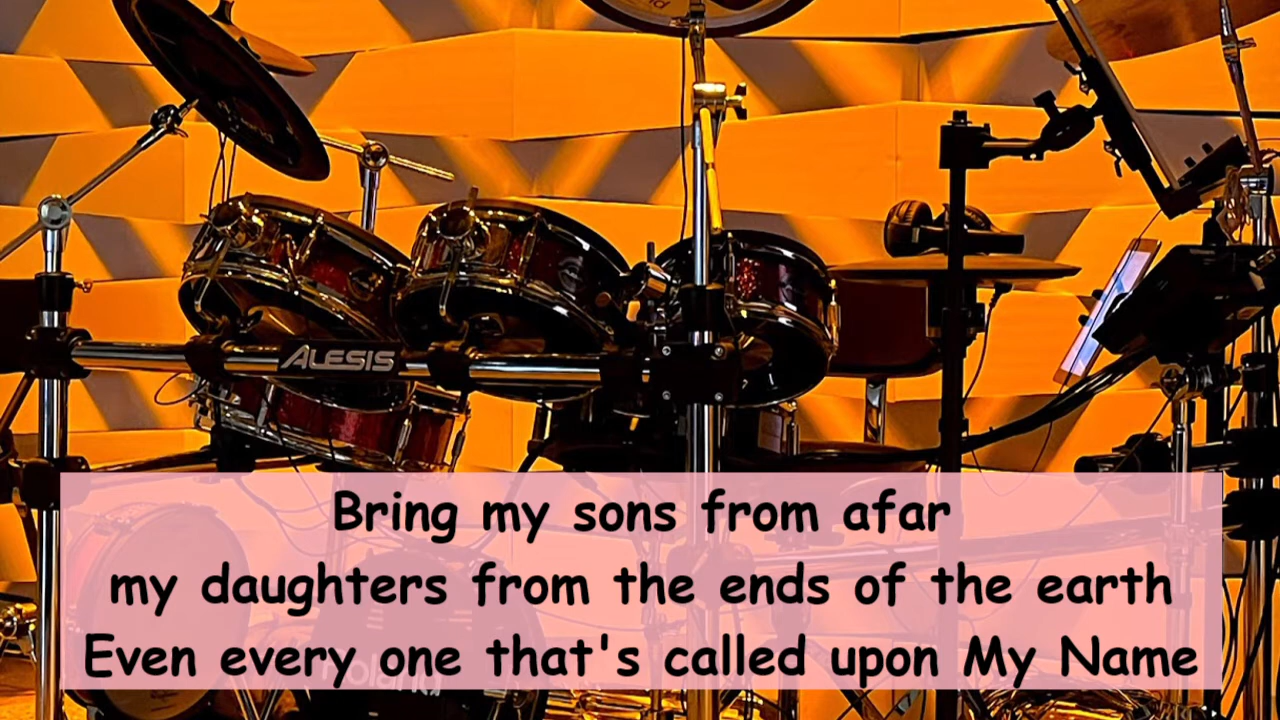 ALESIS
Bring my sons from afar
my daughters from the ends of the earth
Even every one that's called upon My Name
Roland